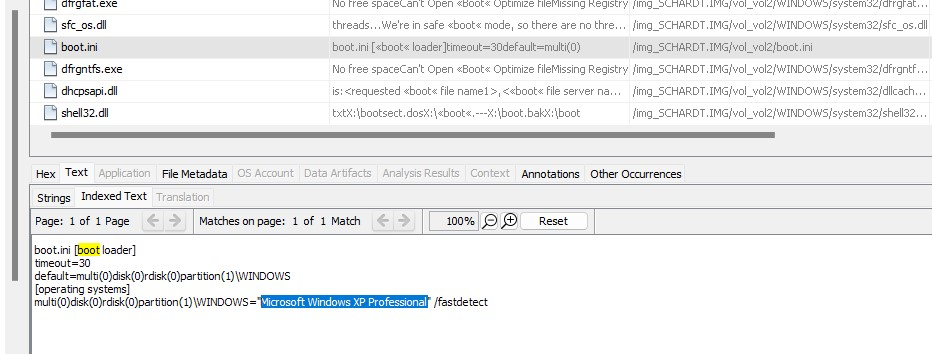 dfrgfat.exe No free spaceCan't Open «Boot« Optimize fileMissing Registry /img_SCHARDT.IMG/vol_vol2/WINDOWS/system32/dfrgfat...
sfc_os.dll threads...We're in safe «boot« mode, so there are no thre... /img_SCHARDT.IMG/vol_vol2/WINDOWS/system32/sfc_os.dll
boot.ini boot.ini [«boot« loader]timeout=30default=multi(0) /img_SCHARDT.IMG/vol_vol2/boot.ini
dfrgntfs.exe No free spaceCan't Open «Boot« Optimize fileMissing Registry /img_SCHARDT.IMG/vol_vol2/WINDOWS/system32/dfrgntf...
dhcpsapi.dll is:<requested «boot« file name1>,<«boot« file server na... /img_SCHARDT.IMG/vol_vol2/WINDOWS/system32/dllcach...
shell32.dll txtX:\bootsect.dosX:\«boot«.---X:\boot.bakX:\boot /img_SCHARDT.IMG/vol_vol2/WINDOWS/system32/shell32...
Hex Text Application File Metadata OS Account Data Artifacts Analysis Results Context Annotations Other Occurrences
Strings Indexed Text Translation
Page: 1 of 1 Page Matches on page: 1 of 1 Match 100% Reset
boot.ini [boot loader]
timeout=30
default=multi(0)disk(0)rdisk(0)partition(1)\WINDOWS
[operating systems]
multi(0)disk(0)rdisk(0)partition(1)\WINDOWS="Microsoft Windows XP Professional" /fastdetect